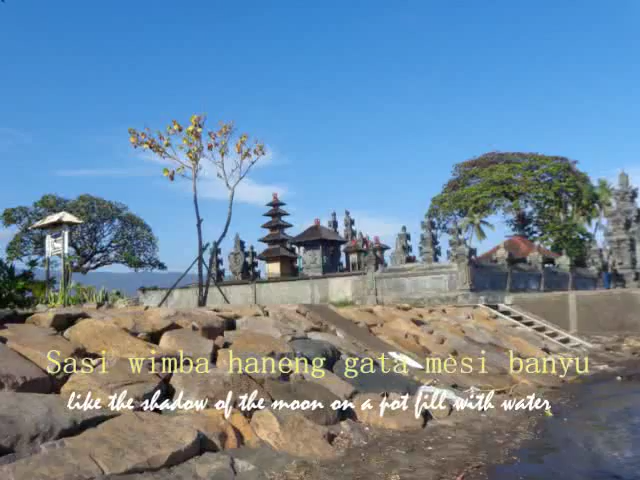 Sasi wimba haneng gata mesi banyu
like the shadow of the moon on a pot fill with water